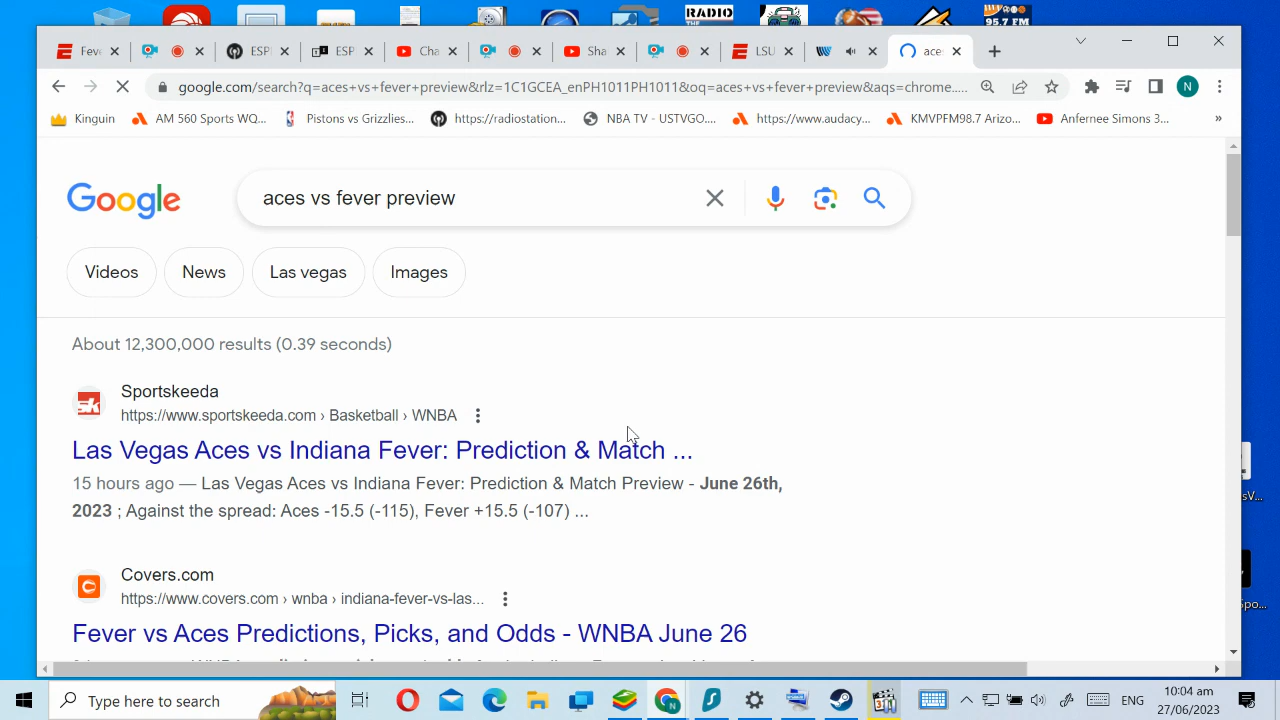 RADIO
95.7 FM
Feve
ESPI
ESP
Cha
Sha
LSU
ace
google.com/search?q=aces+vs+fever+preview&rlz=1C1GCEA_enPH1011PH1011&oq=aces+vs+fever+preview&aqs=chrome.....
N
Kinguin
AM 560 Sports WQ...
Pistons vs Grizzlies...
https://radiostation...
NBA TV - USTVGO....
https://www.audacy...
KMVPFM98.7 Arizo...
Anfernee Simons 3...
»
Google
aces vs fever preview
Videos
News
Las vegas
Images
About 12,300,000 results (0.39 seconds)
Sportskeeda
https://www.sportskeeda.com › Basketball › WNBA
Las Vegas Aces vs Indiana Fever: Prediction & Match ...
15 hours ago — Las Vegas Aces vs Indiana Fever: Prediction & Match Preview - June 26th,
2023 ; Against the spread: Aces -15.5 (-115), Fever +15.5 (-107) ...
Covers.com
https://www.covers.com › wnba › indiana-fever-vs-las...
Fever vs Aces Predictions, Picks, and Odds - WNBA June 26
sV...
Spo...
Type here to search
ENG
10:04 am
27/06/2023